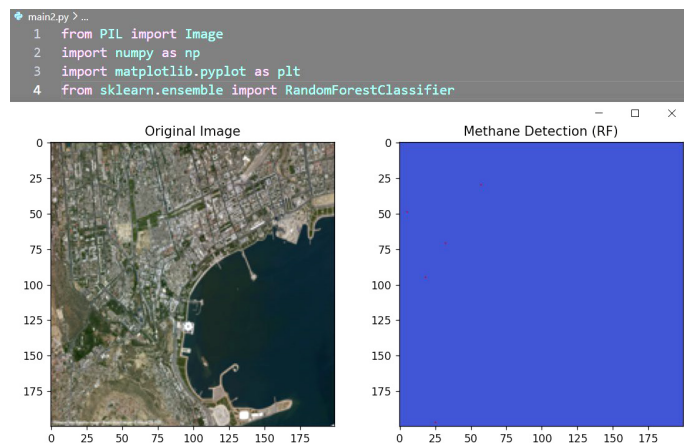 main2.py > ...
1 from PIL import Image
2 import numpy as np
3 import matplotlib.pyplot as plt
4 from sklearn.ensemble import RandomForestClassifier
Original Image
0
25
50
75
100
125
150
175
0 25 50 75 100 125 150 175
Methane Detection (RF)
0
25
50
75
100
125
150
175
0 25 50 75 100 125 150 175